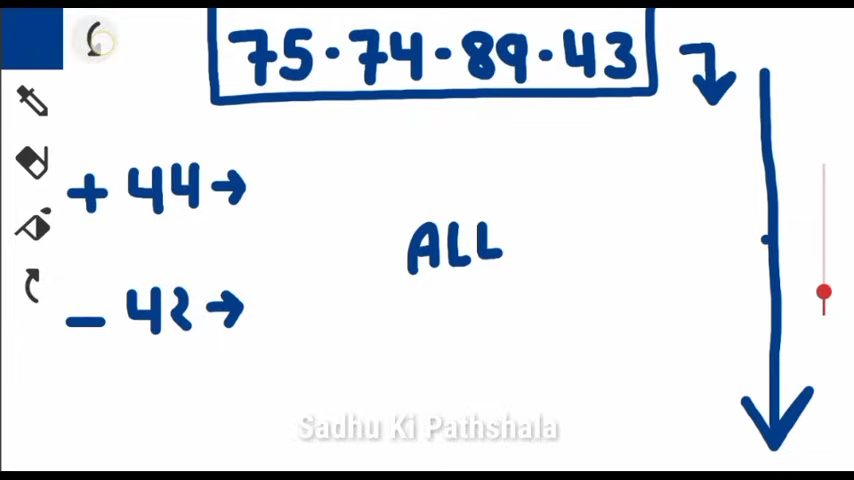 75·74·89·43
+ 44 →
ALL
- 42 →
Sadhu Ki Pathshala